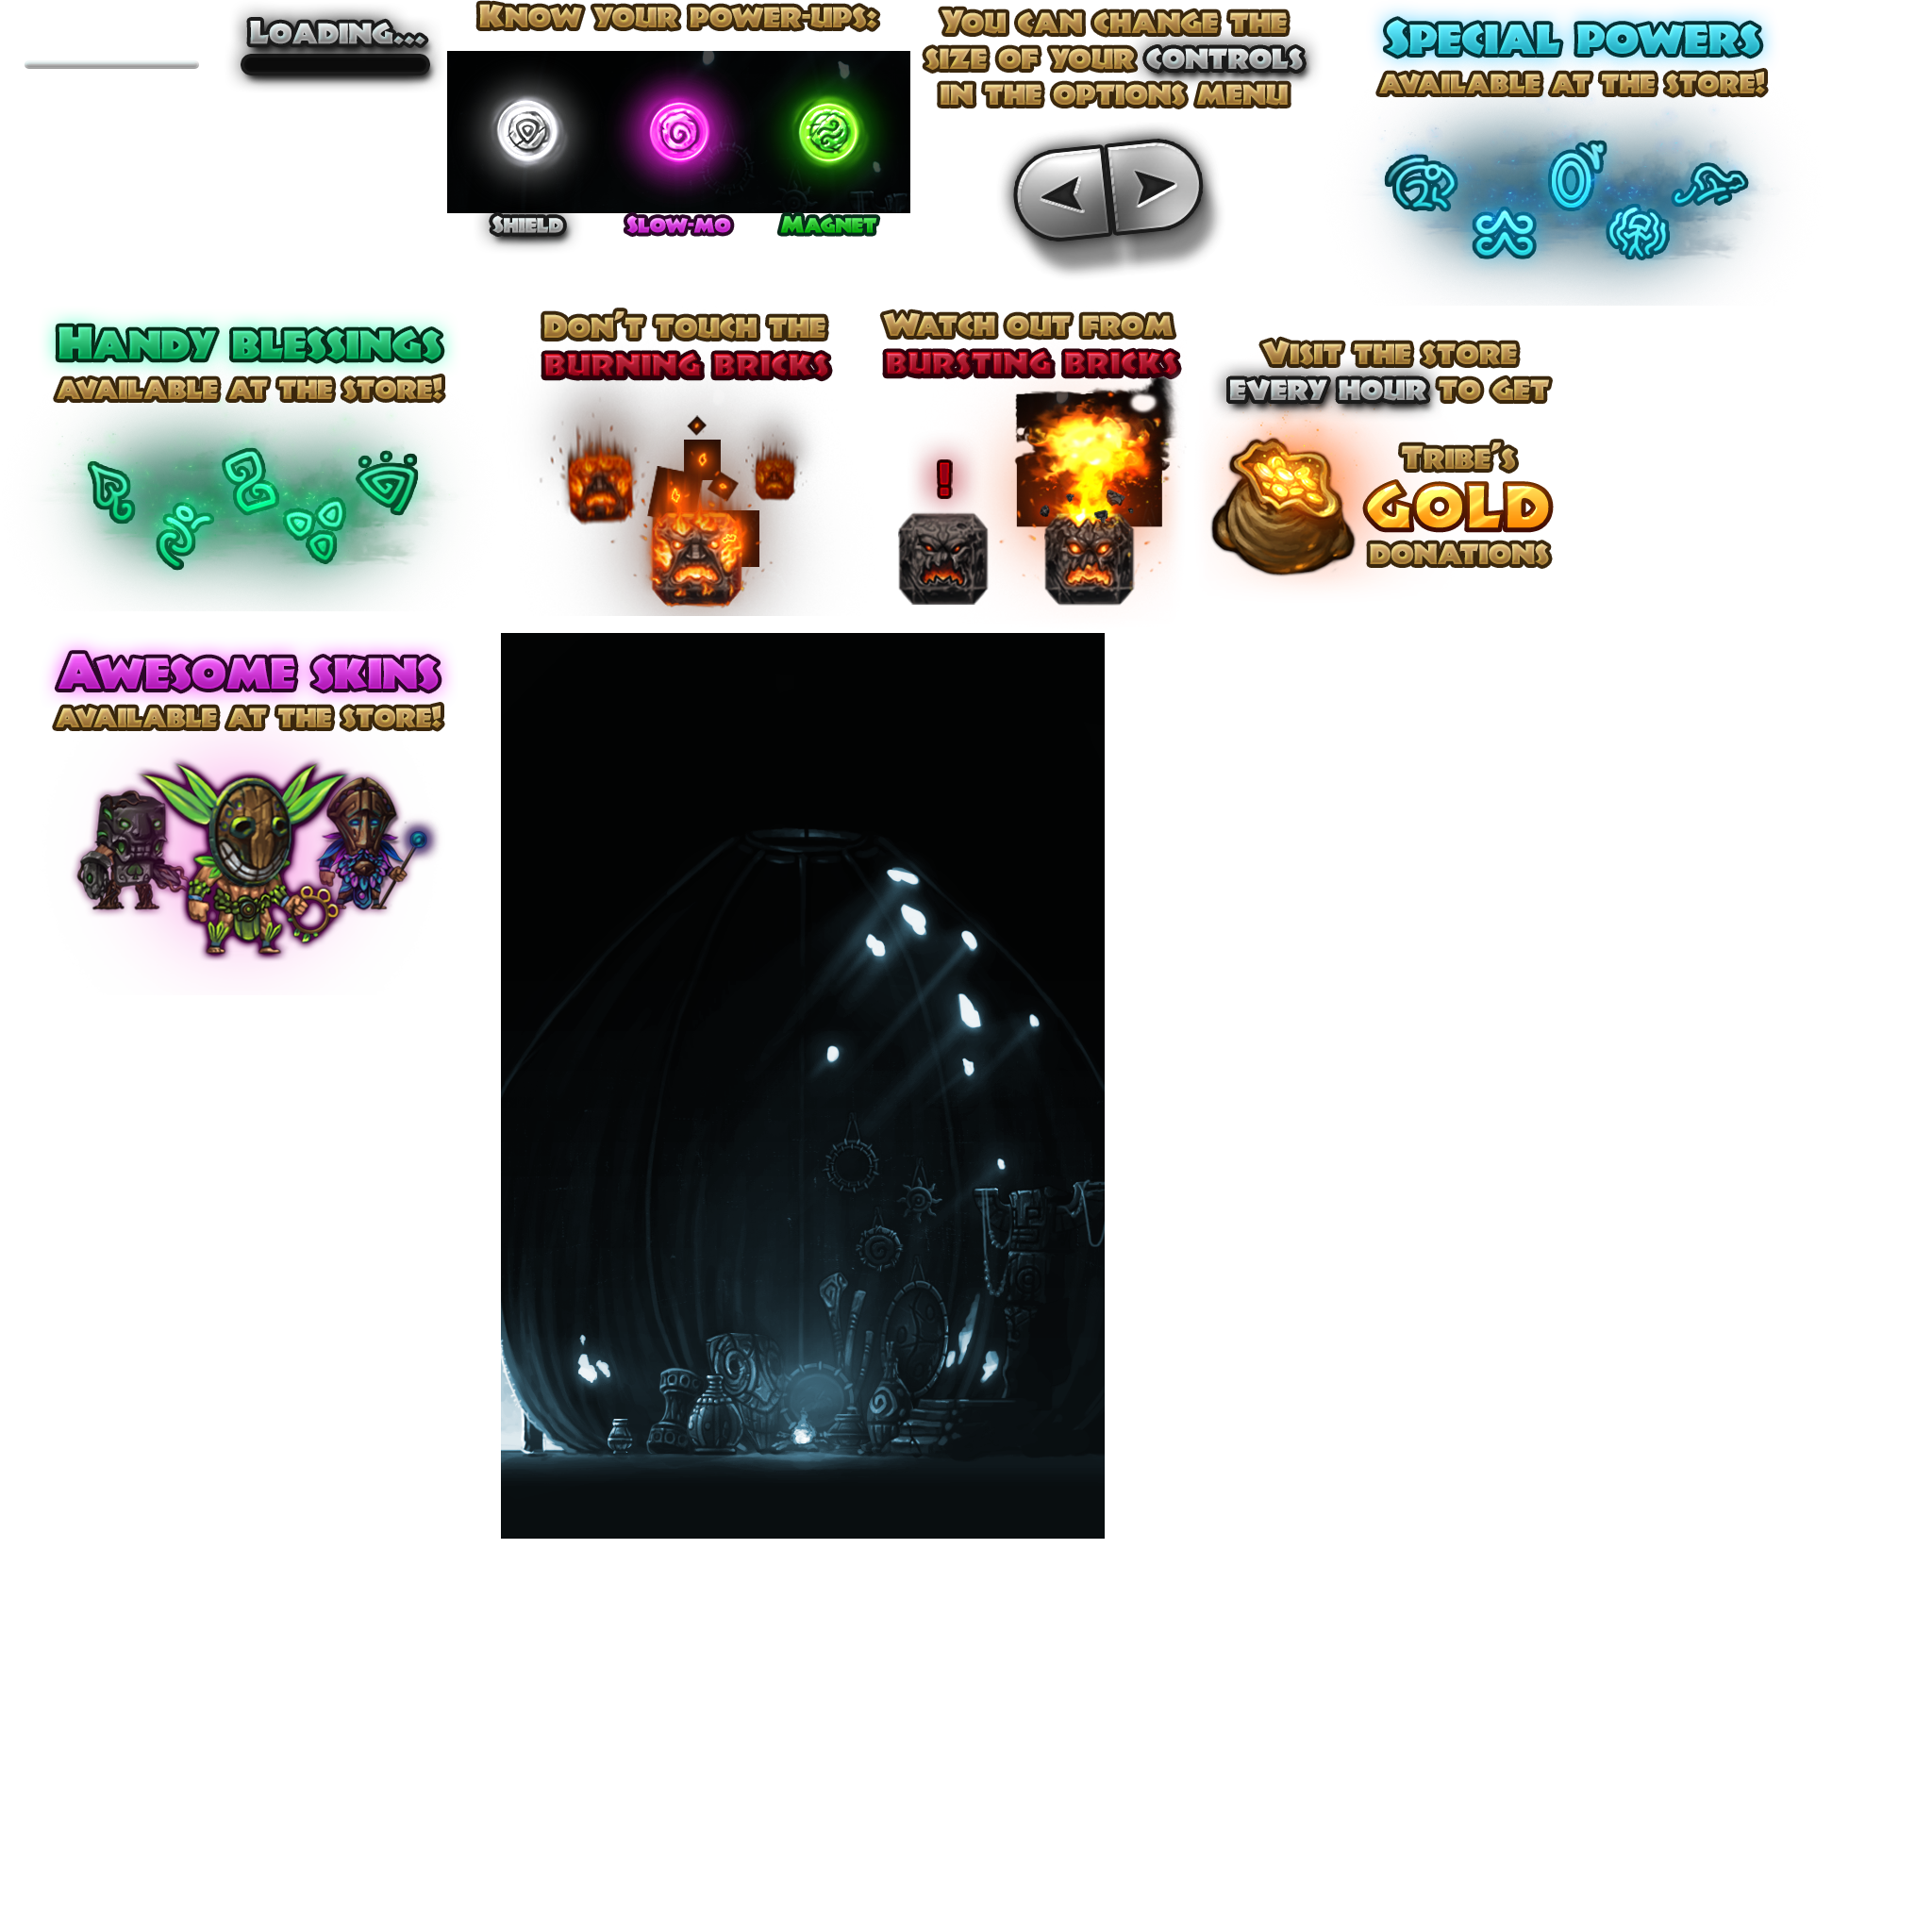 Loading...
Know your power-ups:
Shield
Slow-mo
Magnet
You can change the
size of your controls
in the options menu
Special powers
available at the store!
Handy blessings
available at the store!
Don't touch the
burning bricks
Watch out from
bursting bricks
!
Visit the store
every hour to get
Tribe's
GOLD
donations
Awesome skins
available at the store!